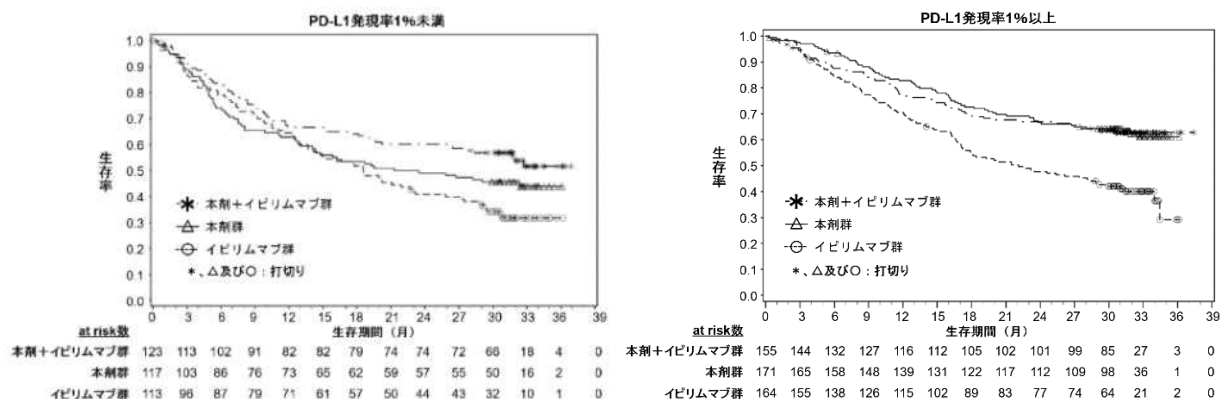 PD-L1発現率1%未満
1.0
0.9
0.8
0.7
0.6
0.5
0.4
0.3
0.2
0.1
0.0
生存率
本剤+イピリムマブ群
本剤群
イピリムマブ群
*、△及び○：打切り
0 3 6 9 12 15 18 21 24 27 30 33 36 39
生存期間（月）
at risk数
本剤+イピリムマブ群 123 113 102 91 82 82 79 74 74 72 66 18 4 0
本剤群 117 103 86 76 73 65 62 59 57 55 50 16 2 0
イピリムマブ群 113 96 87 79 71 61 57 50 44 43 32 10 1 0
PD-L1発現率1%以上
1.0
0.9
0.8
0.7
0.6
0.5
0.4
0.3
0.2
0.1
0.0
生存率
本剤+イピリムマブ群
本剤群
イピリムマブ群
*、△及び○：打切り
0 3 6 9 12 15 18 21 24 27 30 33 36 39
生存期間（月）
at risk数
本剤+イピリムマブ群 155 144 132 127 116 112 105 102 101 99 85 27 3 0
本剤群 171 165 158 148 139 131 122 117 112 109 98 36 1 0
イピリムマブ群 164 155 138 126 115 102 89 83 77 74 64 21 2 0